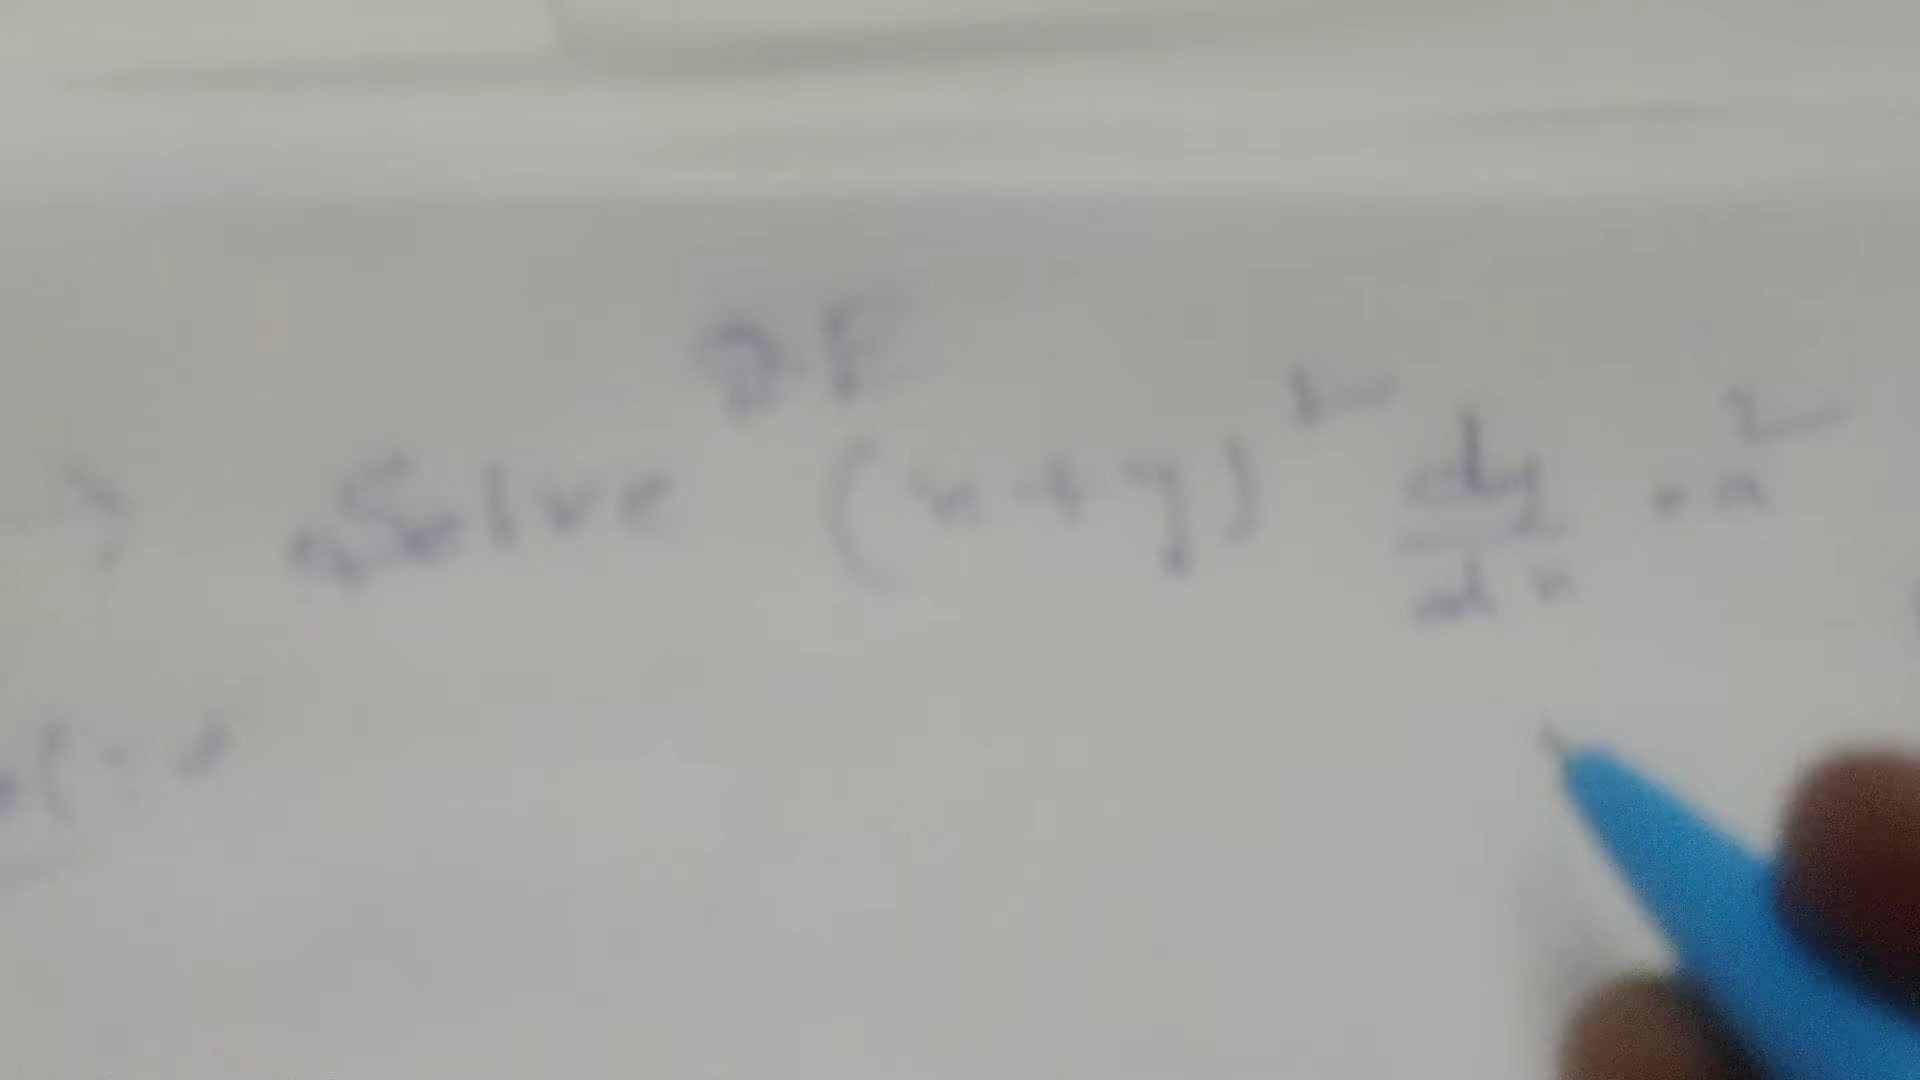 DE
Solve (x+y)² dy/dx = a²